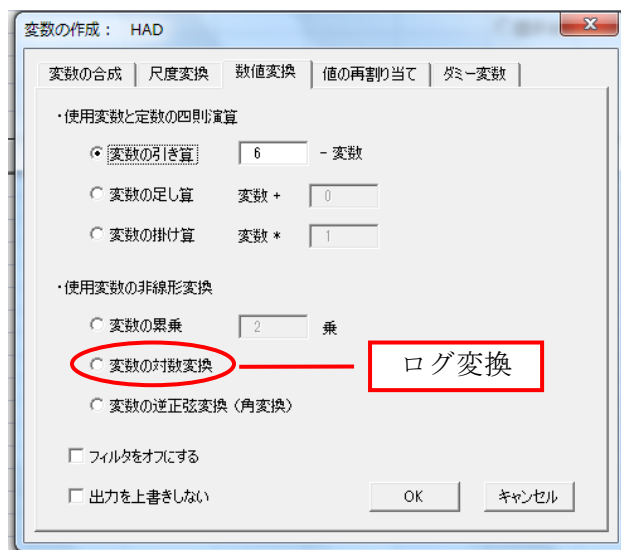 変数の作成： HAD
変数の合成 尺度変換 数値変換 値の再割り当て ダミー変数
・使用変数と定数の四則演算
変数の引き算 6 － 変数
変数の足し算 変数 + 0
変数の掛け算 変数 * 1
・使用変数の非線形変換
変数の累乗 2 乗
変数の対数変換 ログ変換
変数の逆正弦変換（角変換）
フィルタをオフにする
出力を上書きしない OK キャンセル